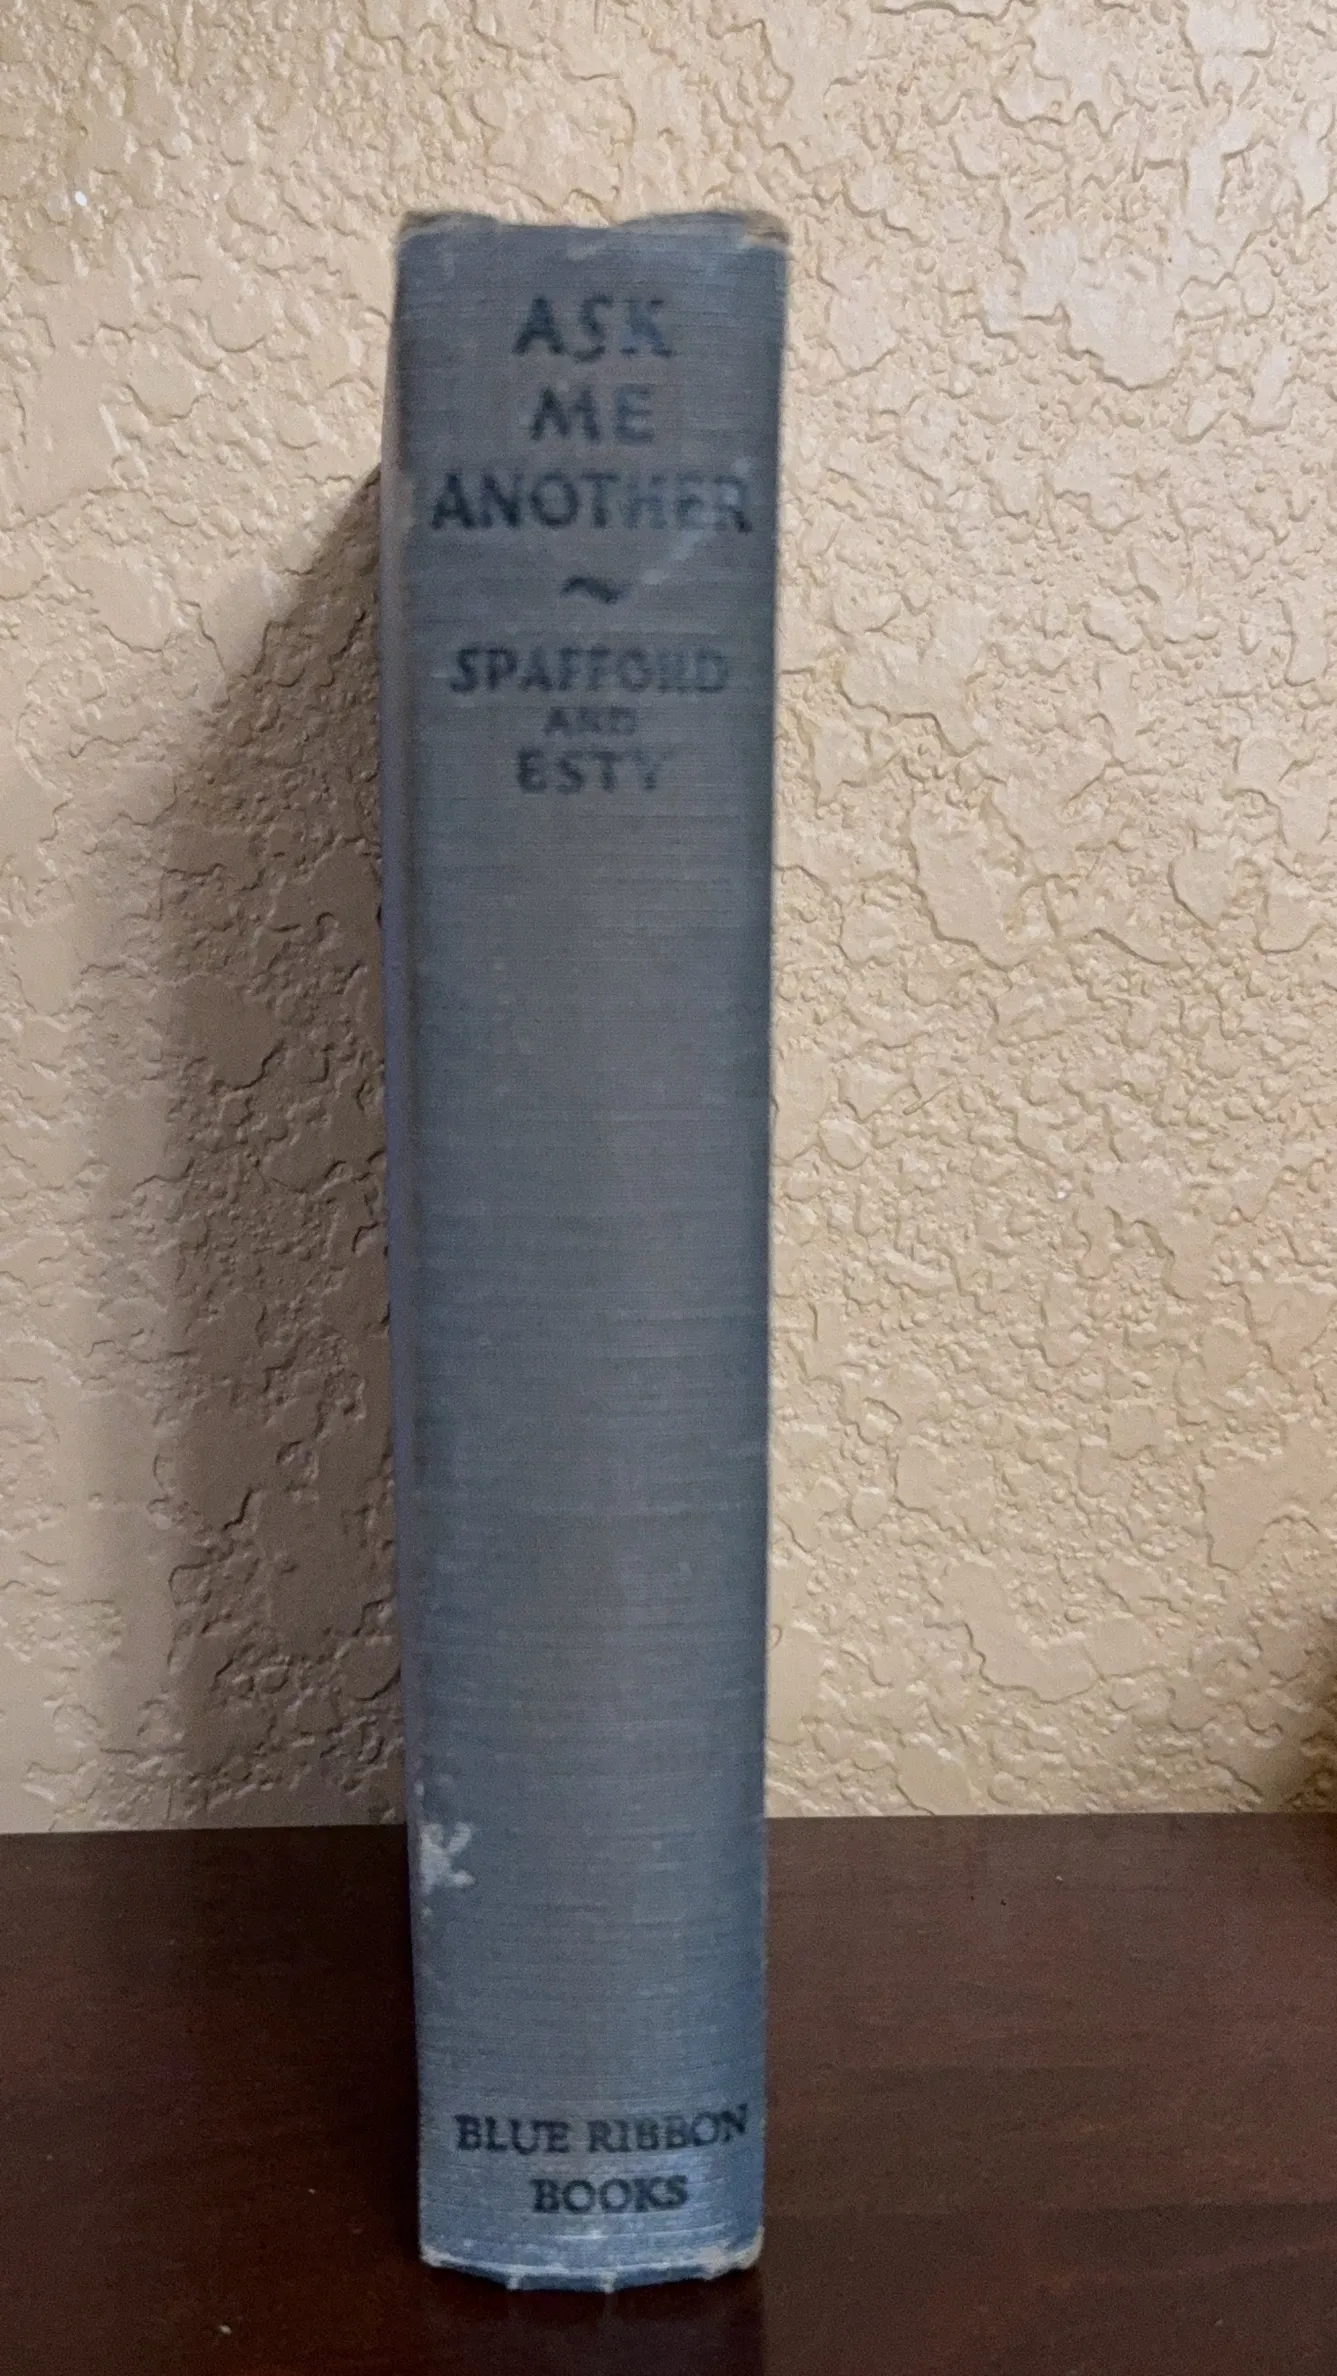 ASK
ME
ANOTHER
~
SPAFFORD
AND
ESTY
BLUE RIBBON
BOOKS